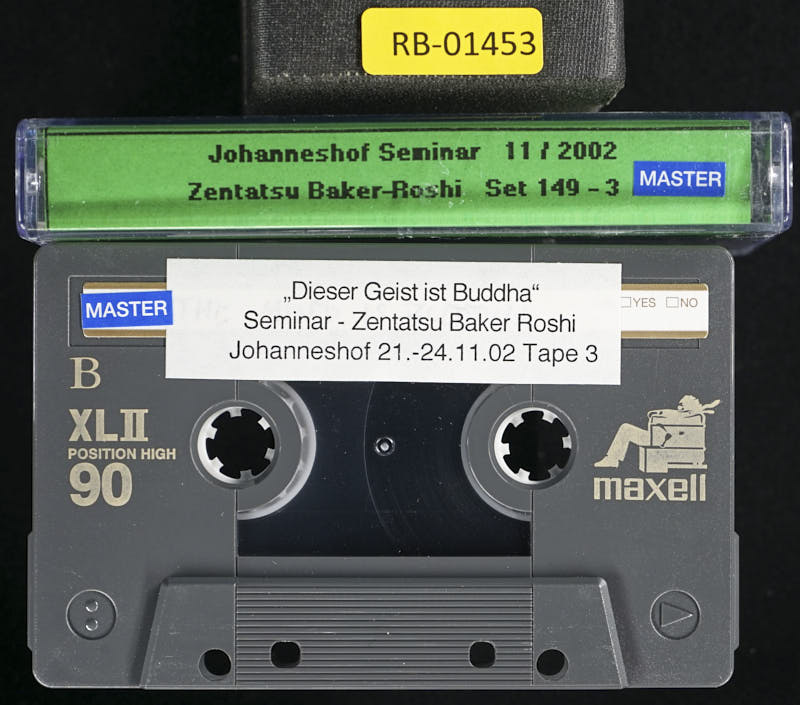 RB-01453
Johanneshof Seminar 11 / 2002
Zentatsu Baker-Roshi Set 149 - 3
MASTER
MASTER
„Dieser Geist ist Buddha“
Seminar - Zentatsu Baker Roshi
Johanneshof 21.-24.11.02 Tape 3
YES NO
B
XLII
POSITION HIGH
90
maxell